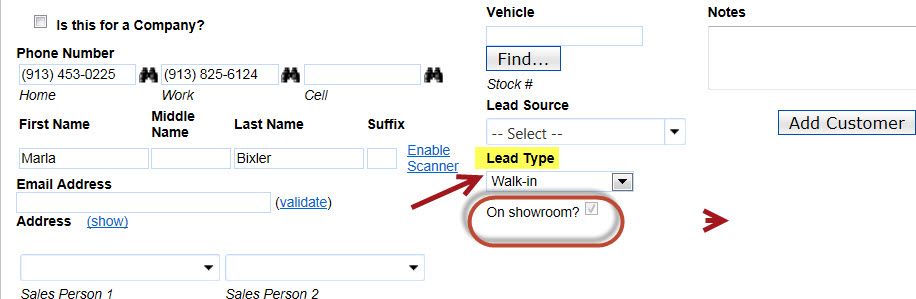 Is this for a Company?
Phone Number
(913) 453-0225 (913) 825-6124
Home Work Cell
First Name Middle Name Last Name Suffix
Marla Bixler Enable Scanner
Email Address
(validate)
Address (show)
Sales Person 1 Sales Person 2
Vehicle
Find...
Stock #
Lead Source
-- Select --
Lead Type
Walk-in
On showroom?
Notes
Add Customer